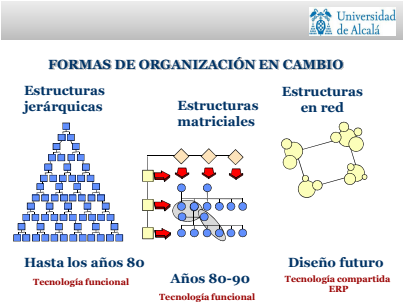 Universidad
de Alcalá
FORMAS DE ORGANIZACIÓN EN CAMBIO
Estructuras
jerárquicas
Estructuras
matriciales
Estructuras
en red
Hasta los años 80
Tecnología funcional
Años 80-90
Tecnología funcional
Diseño futuro
Tecnología compartida
ERP